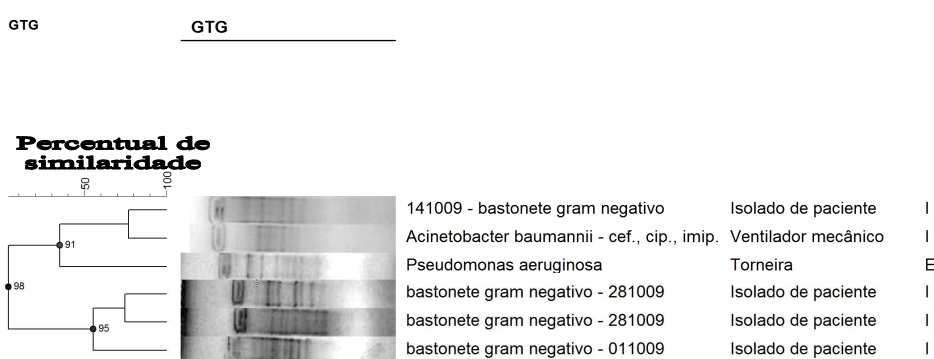 GTG
GTG
Percentual de
similaridade
50
100
141009 - bastonete gram negativo Isolado de paciente I
Acinetobacter baumannii - cef., cip., imip. Ventilador mecânico I
91
Pseudomonas aeruginosa Torneira E
98
bastonete gram negativo - 281009 Isolado de paciente I
bastonete gram negativo - 281009 Isolado de paciente I
95
bastonete gram negativo - 011009 Isolado de paciente I